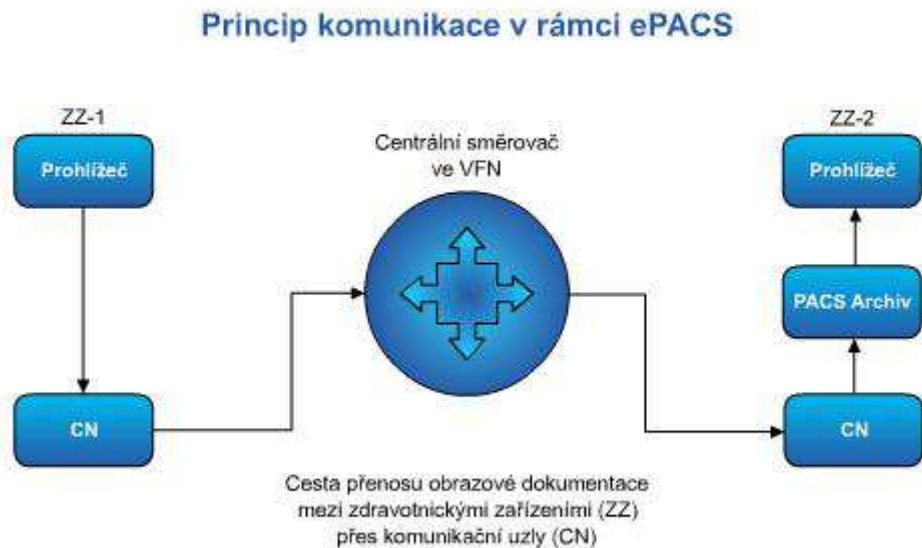 Princip komunikace v rámci ePACS
ZZ-1
Prohlížeč
CN
Centrální směrovač
ve VFN
ZZ-2
Prohlížeč
PACS Archiv
CN
Cesta přenosu obrazové dokumentace
mezi zdravotnickými zařízeními (ZZ)
přes komunikační uzly (CN)